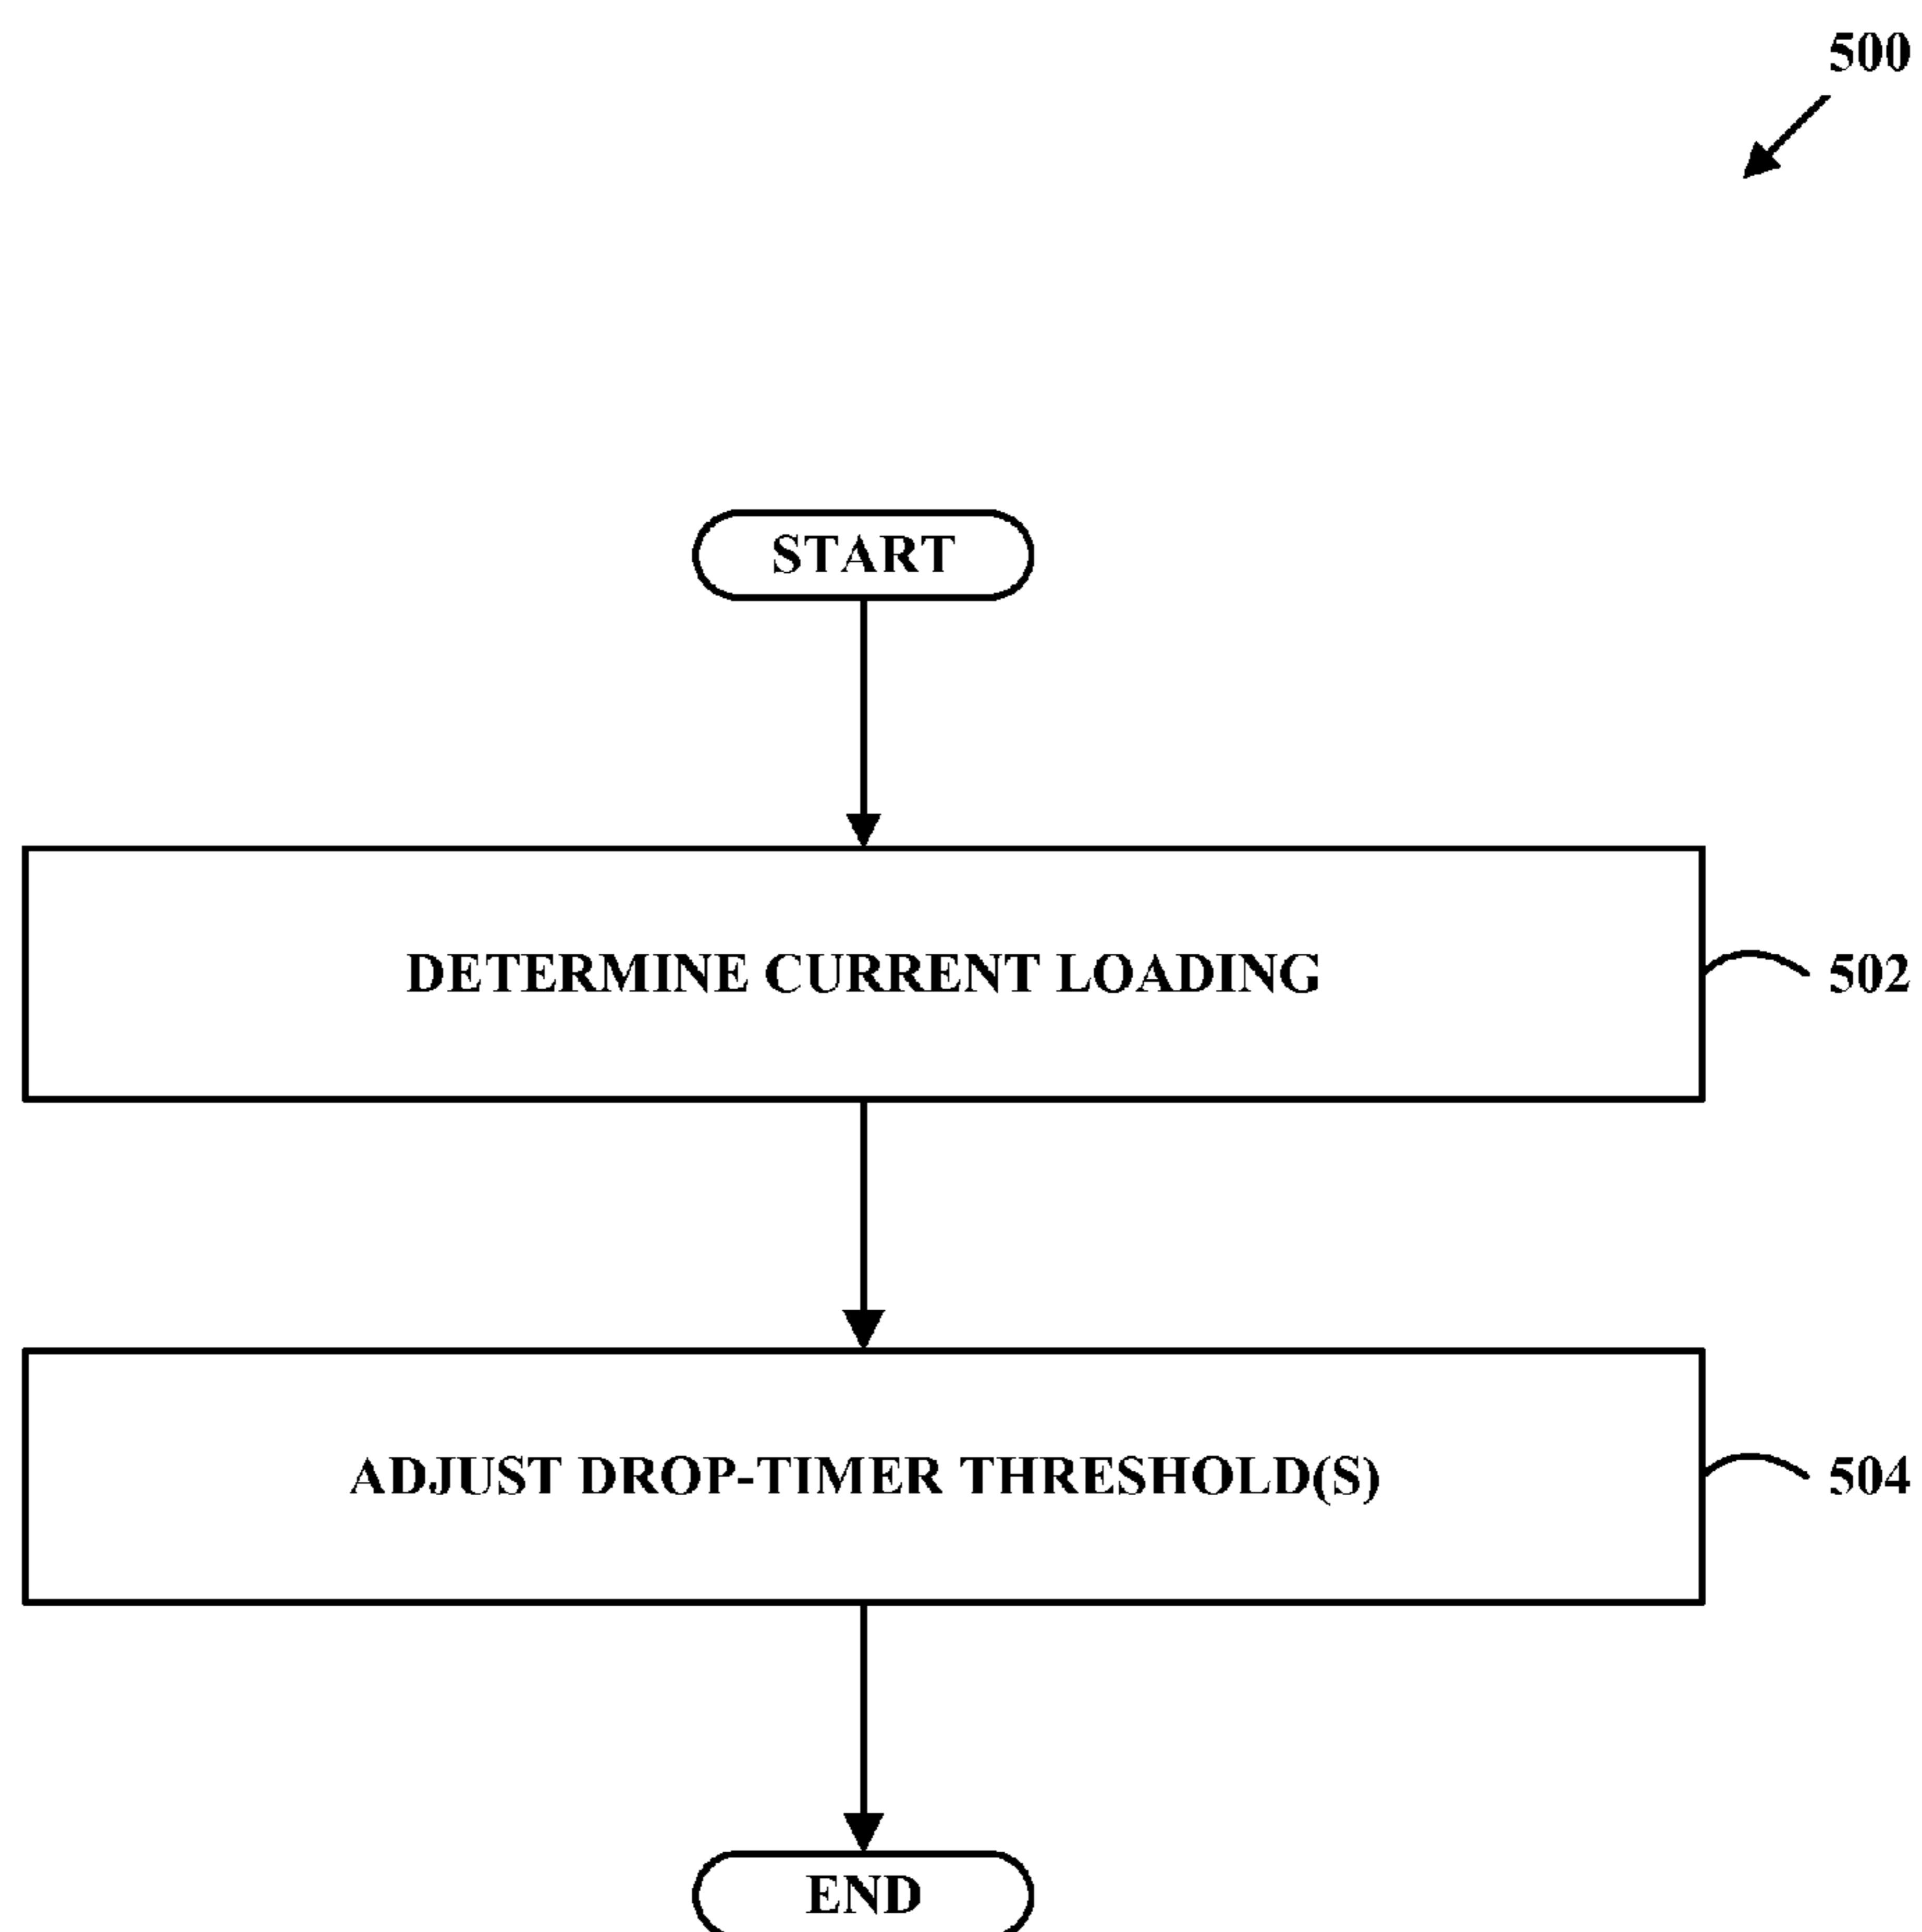 500
START
DETERMINE CURRENT LOADING
502
ADJUST DROP-TIMER THRESHOLD(S)
504
END